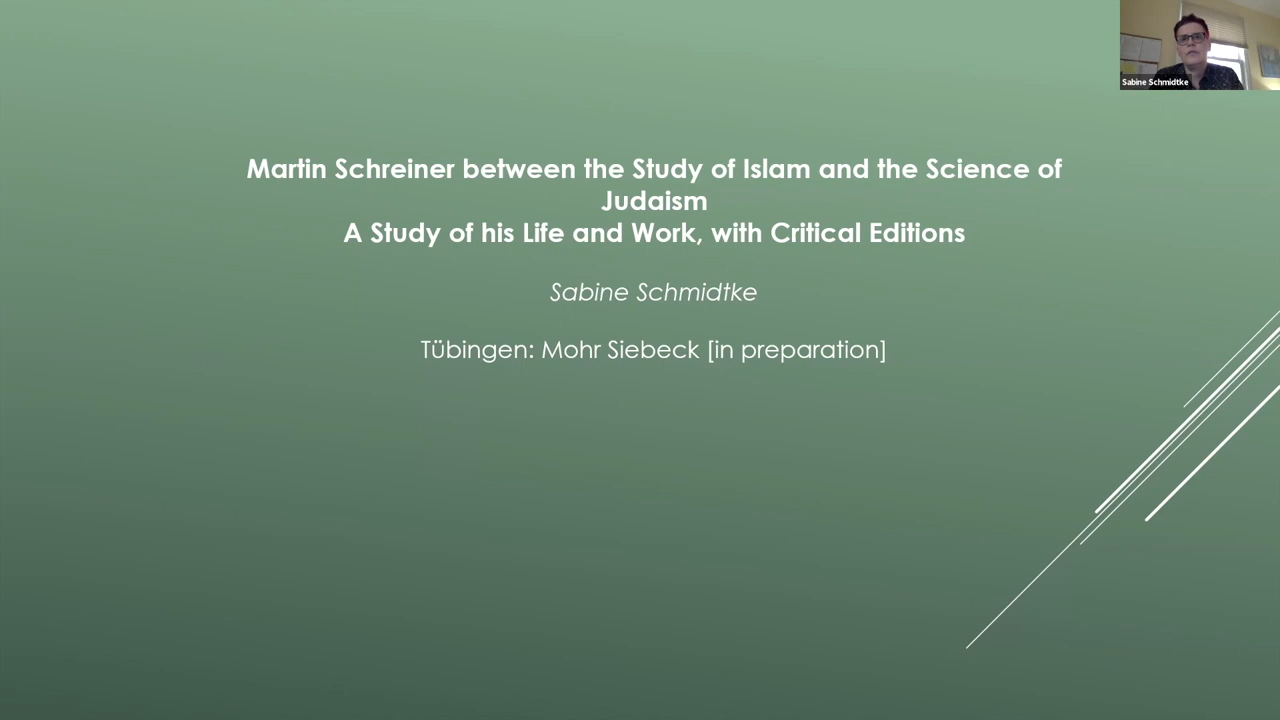 Sabine Schmidtke
Martin Schreiner between the Study of Islam and the Science of
Judaism
A Study of his Life and Work, with Critical Editions
Sabine Schmidtke
Tübingen: Mohr Siebeck [in preparation]